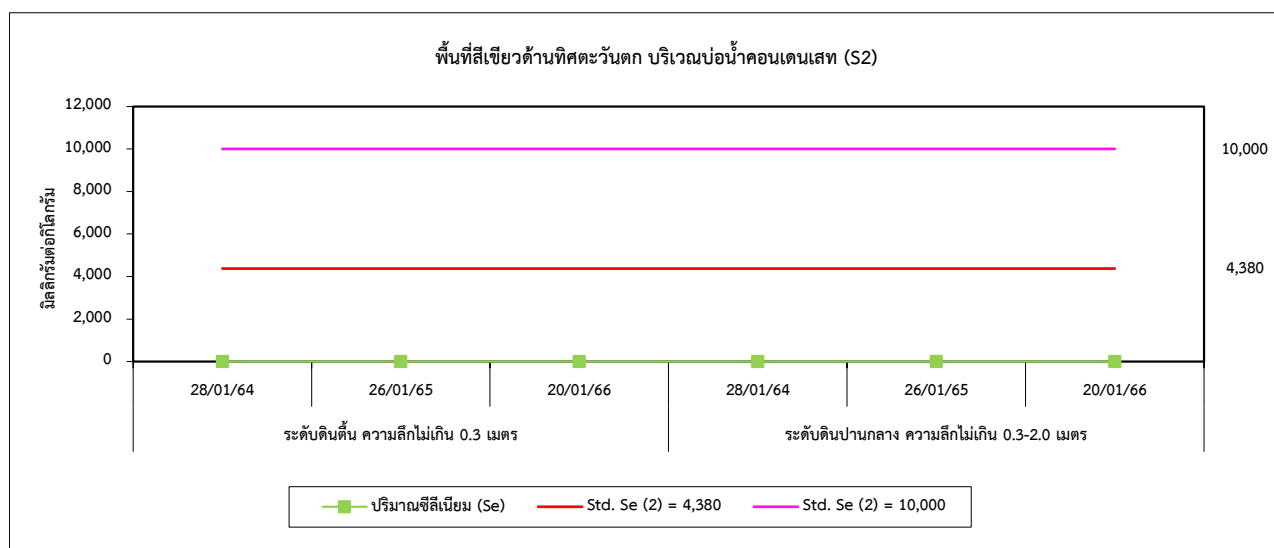 พื้นที่สีเขียวด้านทิศตะวันตก บริเวณบ่อน้ำคอนเดนเสท (S2)
มิลลิกรัมต่อกิโลกรัม
12,000
10,000
8,000
6,000
4,000
2,000
0
10,000
4,380
28/01/64 26/01/65 20/01/66 28/01/64 26/01/65 20/01/66
ระดับดินตื้น ความลึกไม่เกิน 0.3 เมตร ระดับดินปานกลาง ความลึกไม่เกิน 0.3-2.0 เมตร
ปริมาณซีลีเนียม (Se) Std. Se (2) = 4,380 Std. Se (2) = 10,000